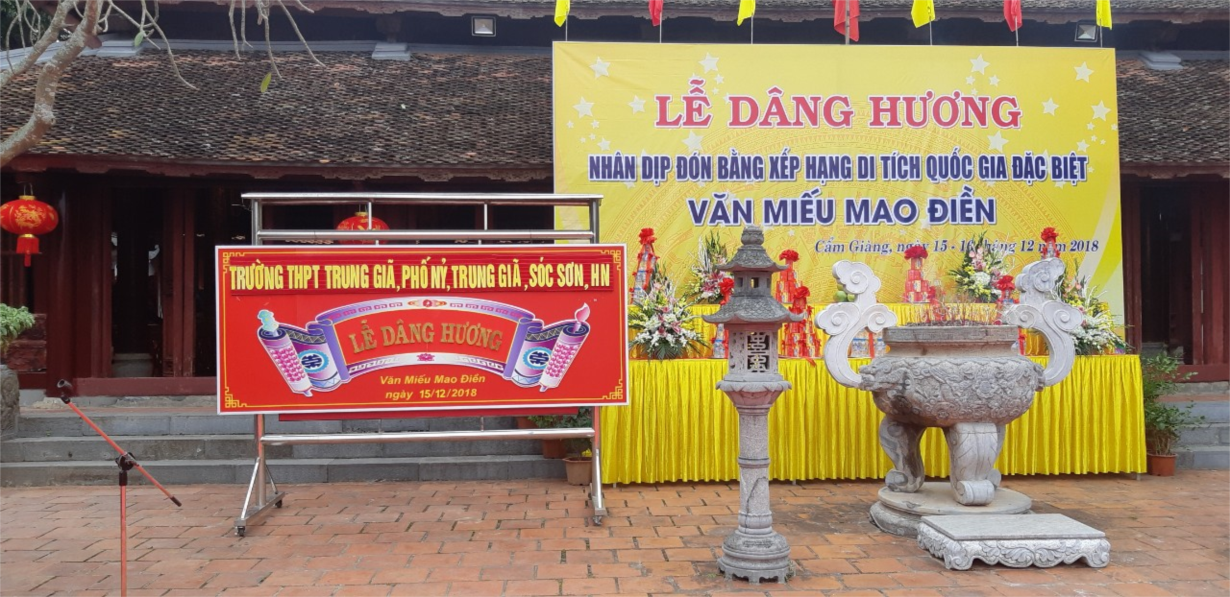 LỄ DÂNG HƯƠNG
NHÂN DỊP ĐÓN BẰNG XẾP HẠNG DI TÍCH QUỐC GIA ĐẶC BIỆT
VĂN MIẾU MAO ĐIỀN
Cẩm Giàng, ngày 15 - 16 tháng 12 năm 2018
TRƯỜNG THPT TRUNG GIÃ, PHỐ NỶ, TRUNG GIÃ, SÓC SƠN, HN
LỄ DÂNG HƯƠNG
Văn Miếu Mao Điền
ngày 15/12/2018